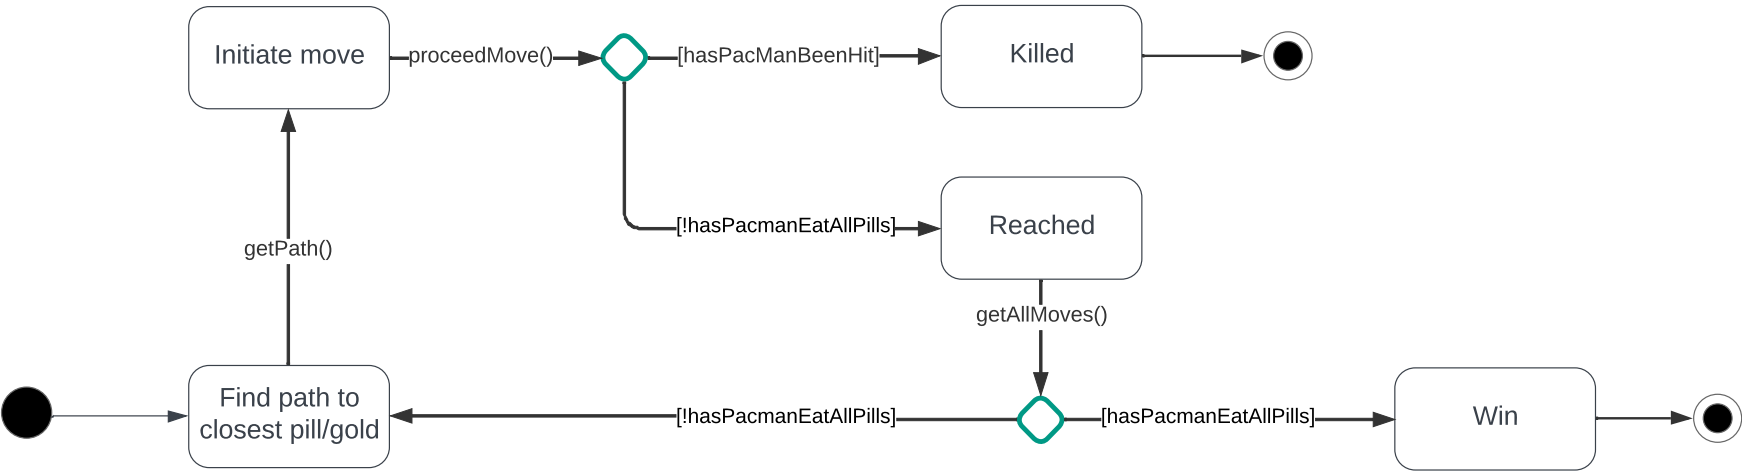 Initiate move
proceedMove()
[hasPacManBeenHit]
Killed
[!hasPacmanEatAllPills]
Reached
getPath()
getAllMoves()
Find path to
closest pill/gold
[!hasPacmanEatAllPills]
[hasPacmanEatAllPills]
Win